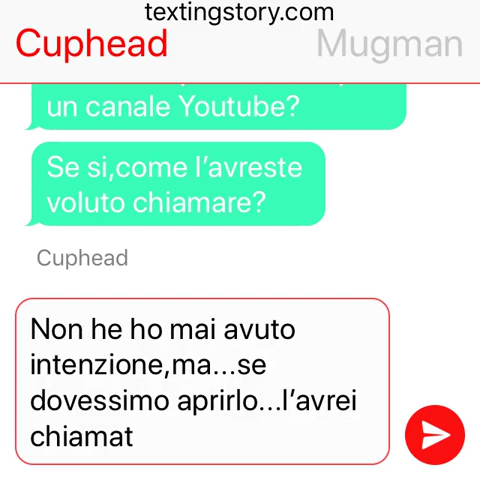 textingstory.com
Cuphead Mugman
un canale Youtube?
Se si,come l'avreste
voluto chiamare?
Cuphead
Non he ho mai avuto
intenzione,ma...se
dovessimo aprirlo...l'avrei
chiamat